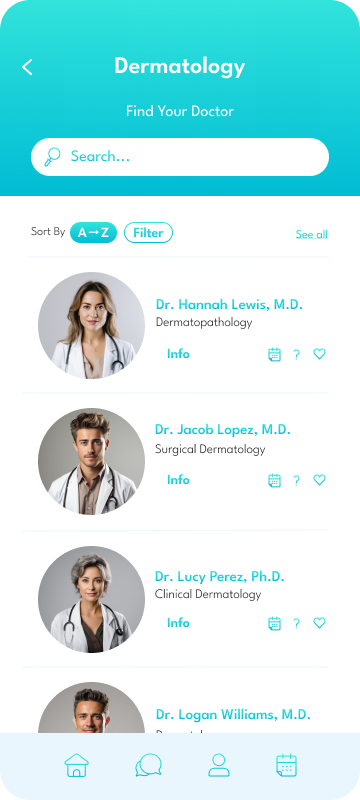 Dermatology
Find Your Doctor
Search...
Sort By A→Z Filter See all
Dr. Hannah Lewis, M.D.
Dermatopathology
Info ?
Dr. Jacob Lopez, M.D.
Surgical Dermatology
Info ?
Dr. Lucy Perez, Ph.D.
Clinical Dermatology
Info ?
Dr. Logan Williams, M.D.